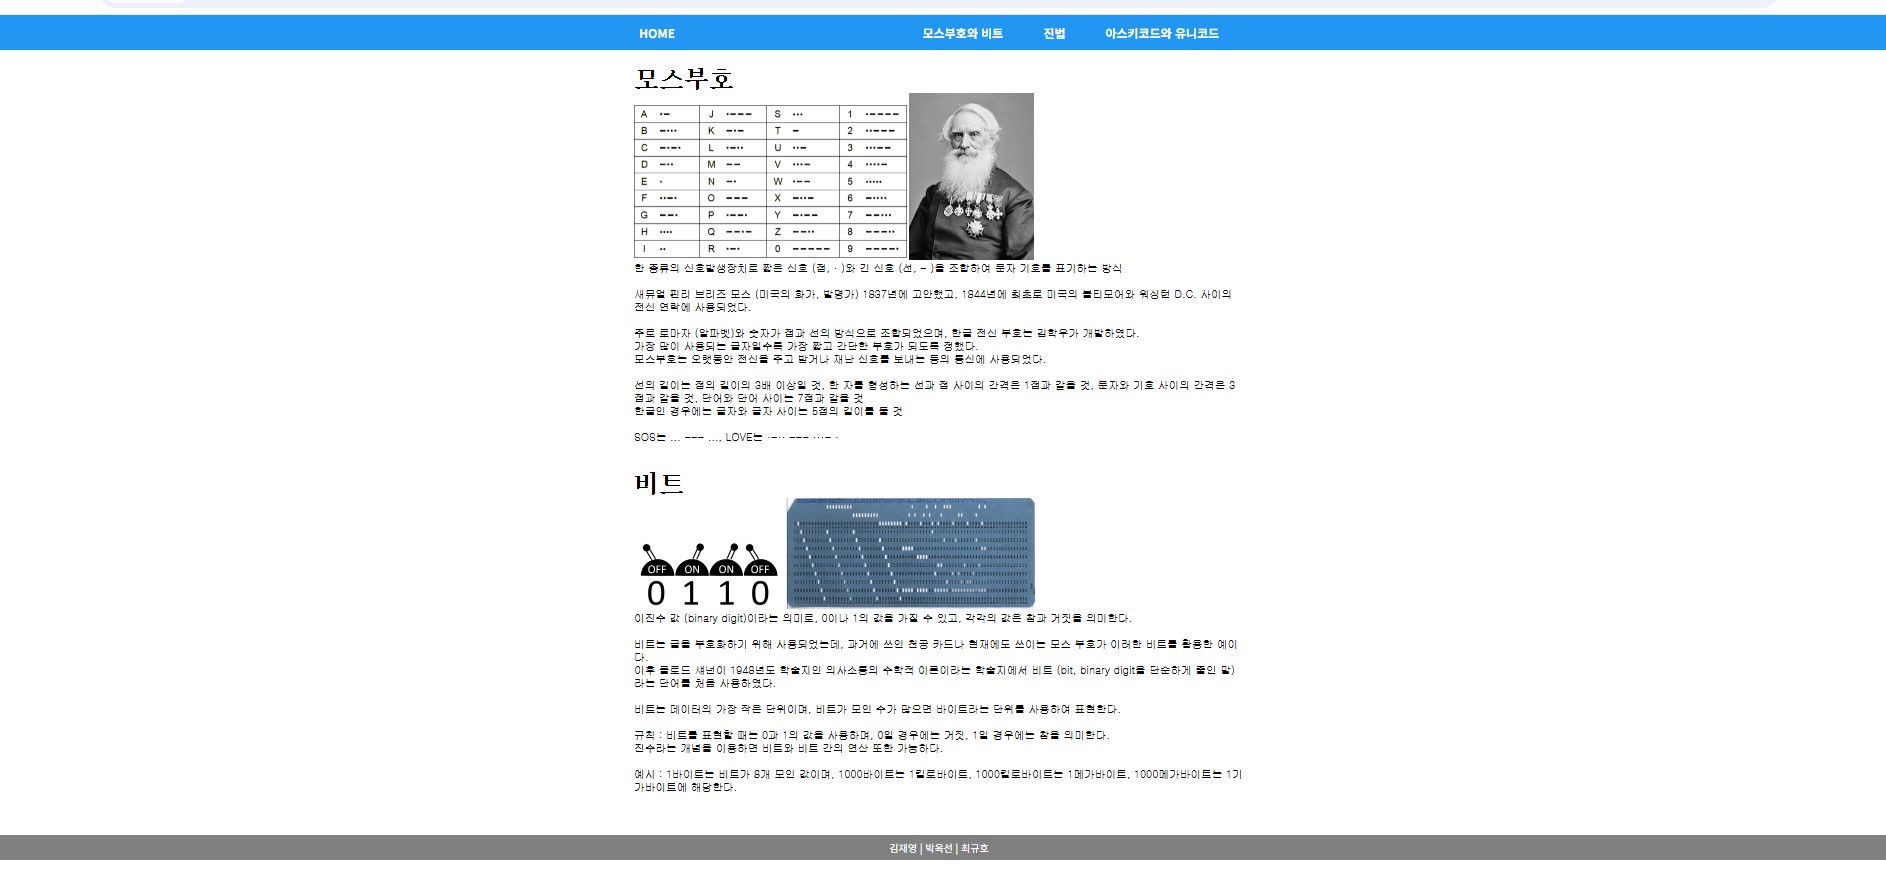 HOME 모스부호와 비트 진법 아스키코드와 유니코드
모스부호
A ·− J ·−−− S ··· 1 ·−−−−
B −··· K −·− T − 2 ··−−−
C −·−· L ·−·· U ··− 3 ···−−
D −·· M −− V ···− 4 ····−
E · N −· W ·−− 5 ·····
F ··−· O −−− X −··− 6 −····
G −−· P ·−−· Y −·−− 7 −−···
H ···· Q −−·− Z −−·· 8 −−−··
I ·· R ·−· 0 −−−−− 9 −−−−·
한 종류의 신호발생장치로 짧은 신호 (점, · )와 긴 신호 (선, − )을 조합하여 문자 기호를 표기하는 방식
새뮤얼 핀리 브리즈 모스 (미국의 화가, 발명가) 1837년에 고안했고, 1844년에 최초로 미국의 볼티모어와 워싱턴 D.C. 사이의
전신 연락에 사용되었다.
주로 로마자 (알파벳)와 숫자가 점과 선의 방식으로 조합되었으며, 한글 전신 부호는 김학우가 개발하였다.
가장 많이 사용되는 글자일수록 가장 짧고 간단한 부호가 되도록 정했다.
모스부호는 오랫동안 전신을 주고 받거나 재난 신호를 보내는 등의 통신에 사용되었다.
선의 길이는 점의 길이의 3배 이상일 것, 한 자를 형성하는 선과 점 사이의 간격은 1점과 같을 것, 문자와 기호 사이의 간격은 3
점과 같을 것, 단어와 단어 사이는 7점과 같을 것
한글인 경우에는 글자와 글자 사이는 5점의 길이를 둘 것
SOS는 ... −−− ..., LOVE는 ·−·· −−− ···− ·
비트
OFF ON ON OFF
0 1 1 0
이진수 값 (binary digit)이라는 의미로, 0이나 1의 값을 가질 수 있고, 각각의 값은 참과 거짓을 의미한다.
비트는 글을 부호화하기 위해 사용되었는데, 과거에 쓰인 천공 카드나 현재에도 쓰이는 모스 부호가 이러한 비트를 활용한 예이
다.
이후 클로드 섀넌이 1948년도 학술지인 의사소통의 수학적 이론이라는 학술지에서 비트 (bit, binary digit을 단순하게 줄인 말)
라는 단어를 처음 사용하였다.
비트는 데이터의 가장 작은 단위이며, 비트가 모인 수가 많으면 바이트라는 단위를 사용하여 표현한다.
규칙 : 비트를 표현할 때는 0과 1의 값을 사용하며, 0일 경우에는 거짓, 1일 경우에는 참을 의미한다.
진수라는 개념을 이용하면 비트와 비트 간의 연산 또한 가능하다.
예시 : 1바이트는 비트가 8개 모인 값이며, 1000바이트는 1킬로바이트, 1000킬로바이트는 1메가바이트, 1000메가바이트는 1기
가바이트에 해당한다.
김재영 | 박옥선 | 최규호